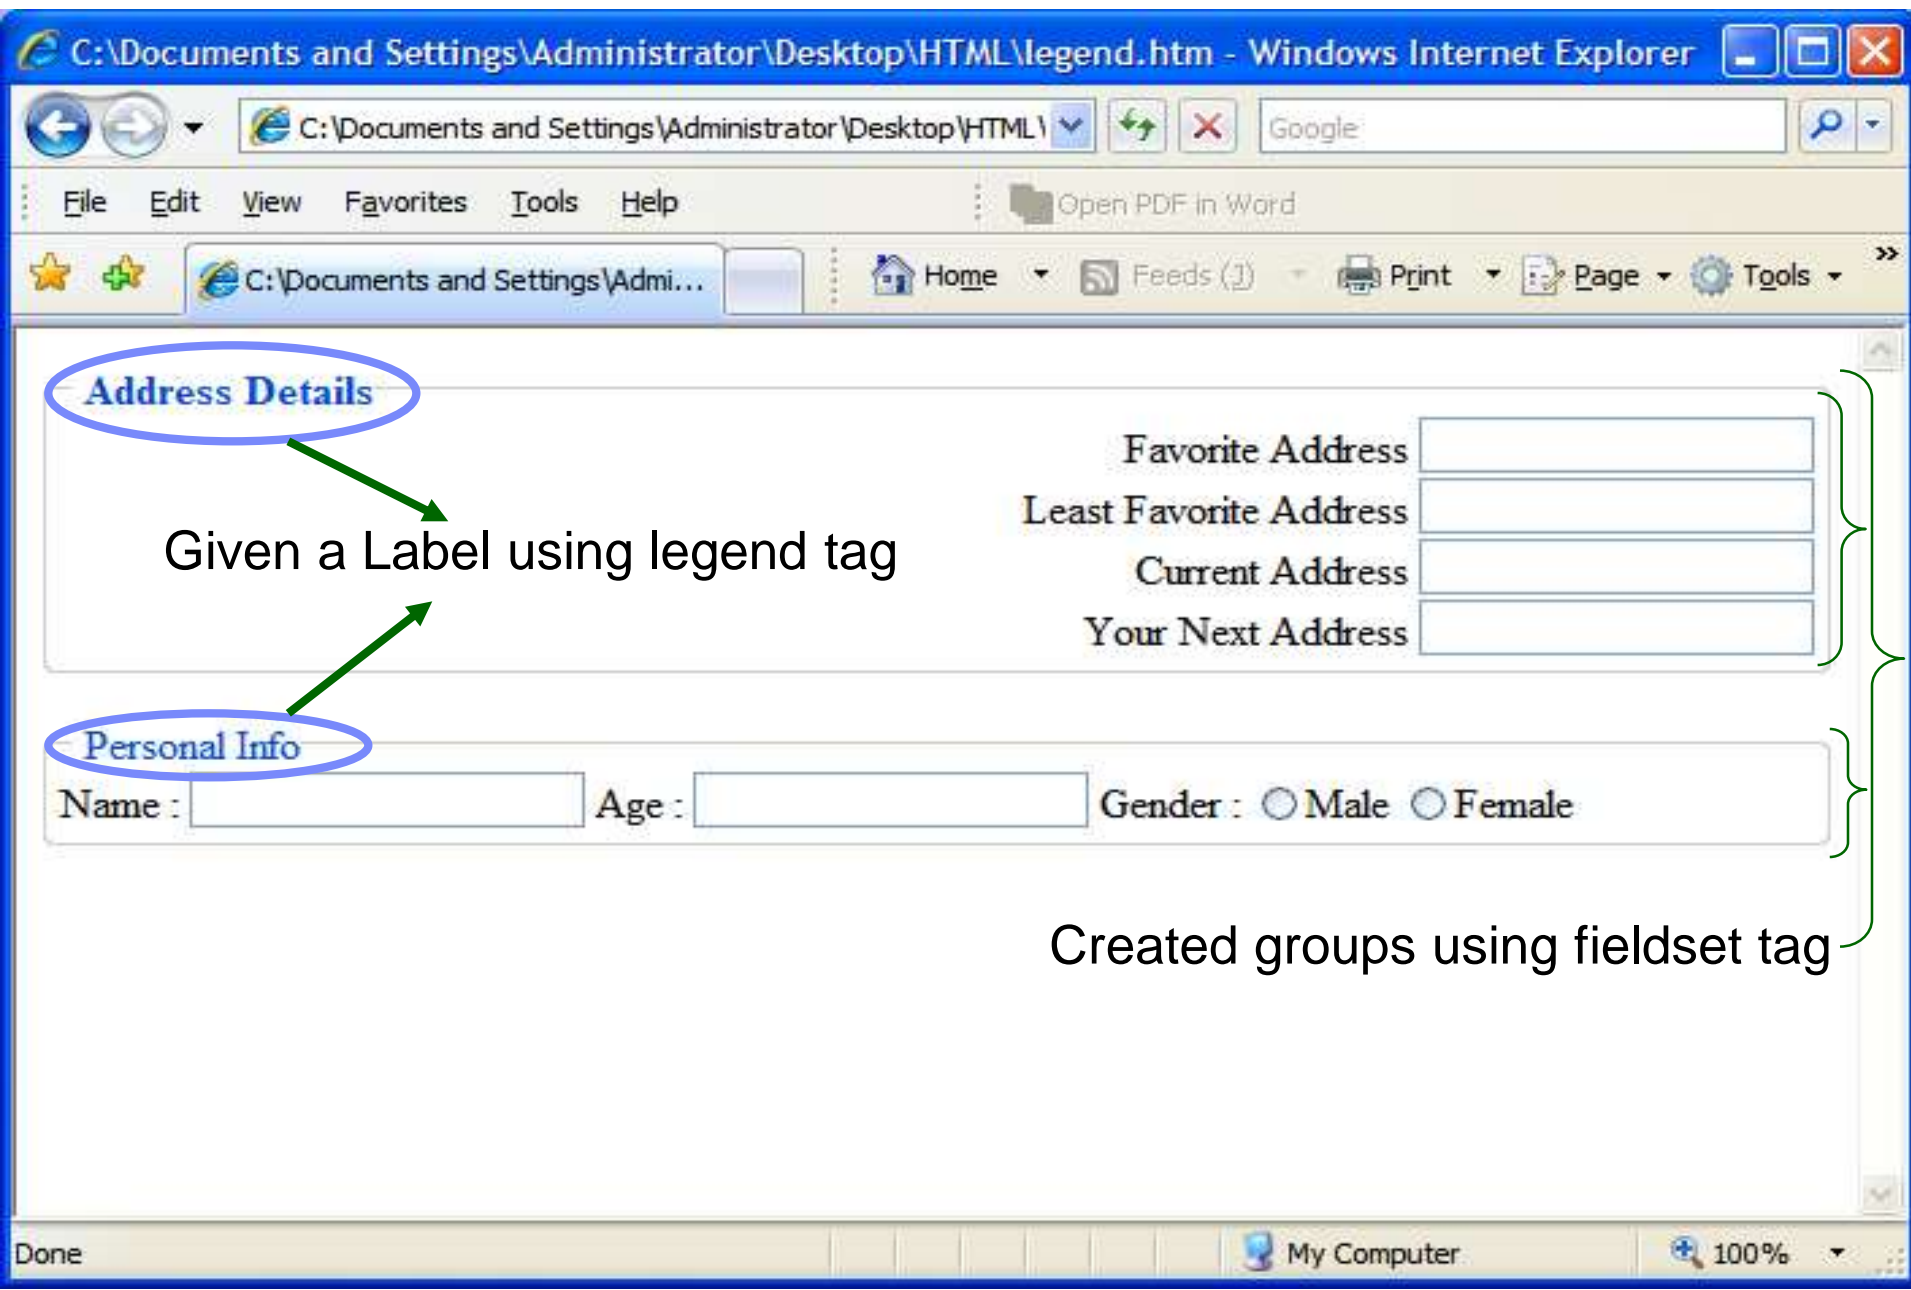 C:\Documents and Settings\Administrator\Desktop\HTML\legend.htm - Windows Internet Explorer
C:\Documents and Settings\Administrator\Desktop\HTML\
Google
File Edit View Favorites Tools Help
Open PDF in Word
C:\Documents and Settings\Admi...
Home Feeds (J) Print Page Tools »
Address Details
Favorite Address
Least Favorite Address
Given a Label using legend tag
Current Address
Your Next Address
Personal Info
Name : Age : Gender : Male Female
Created groups using fieldset tag
Done My Computer 100%